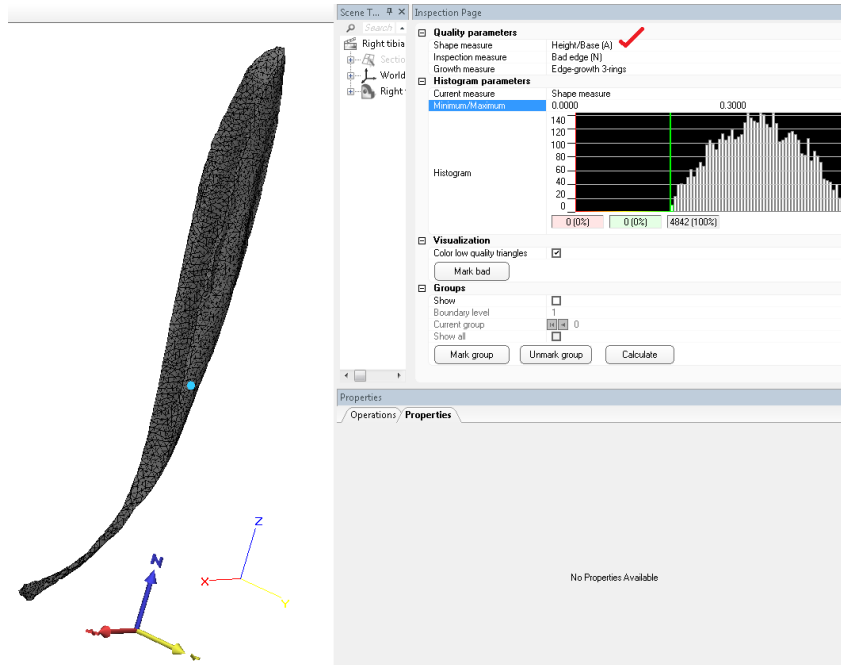 Scene T...
Inspection Page
Search
Right tibia
Sectio
World
Right
Quality parameters
Shape measure Height/Base (A)
Inspection measure Bad edge (N)
Growth measure Edge-growth 3-rings
Histogram parameters
Current measure Shape measure
Minimum/Maximum 0.0000 0.3000
Histogram
140
120
100
80
60
40
20
0
0 (0%) 0 (0%) 4842 (100%)
Visualization
Color low quality triangles
Mark bad
Groups
Show
Boundary level 1
Current group 0
Show all
Mark group Unmark group Calculate
Properties
Operations Properties
No Properties Available
Z
X
Y